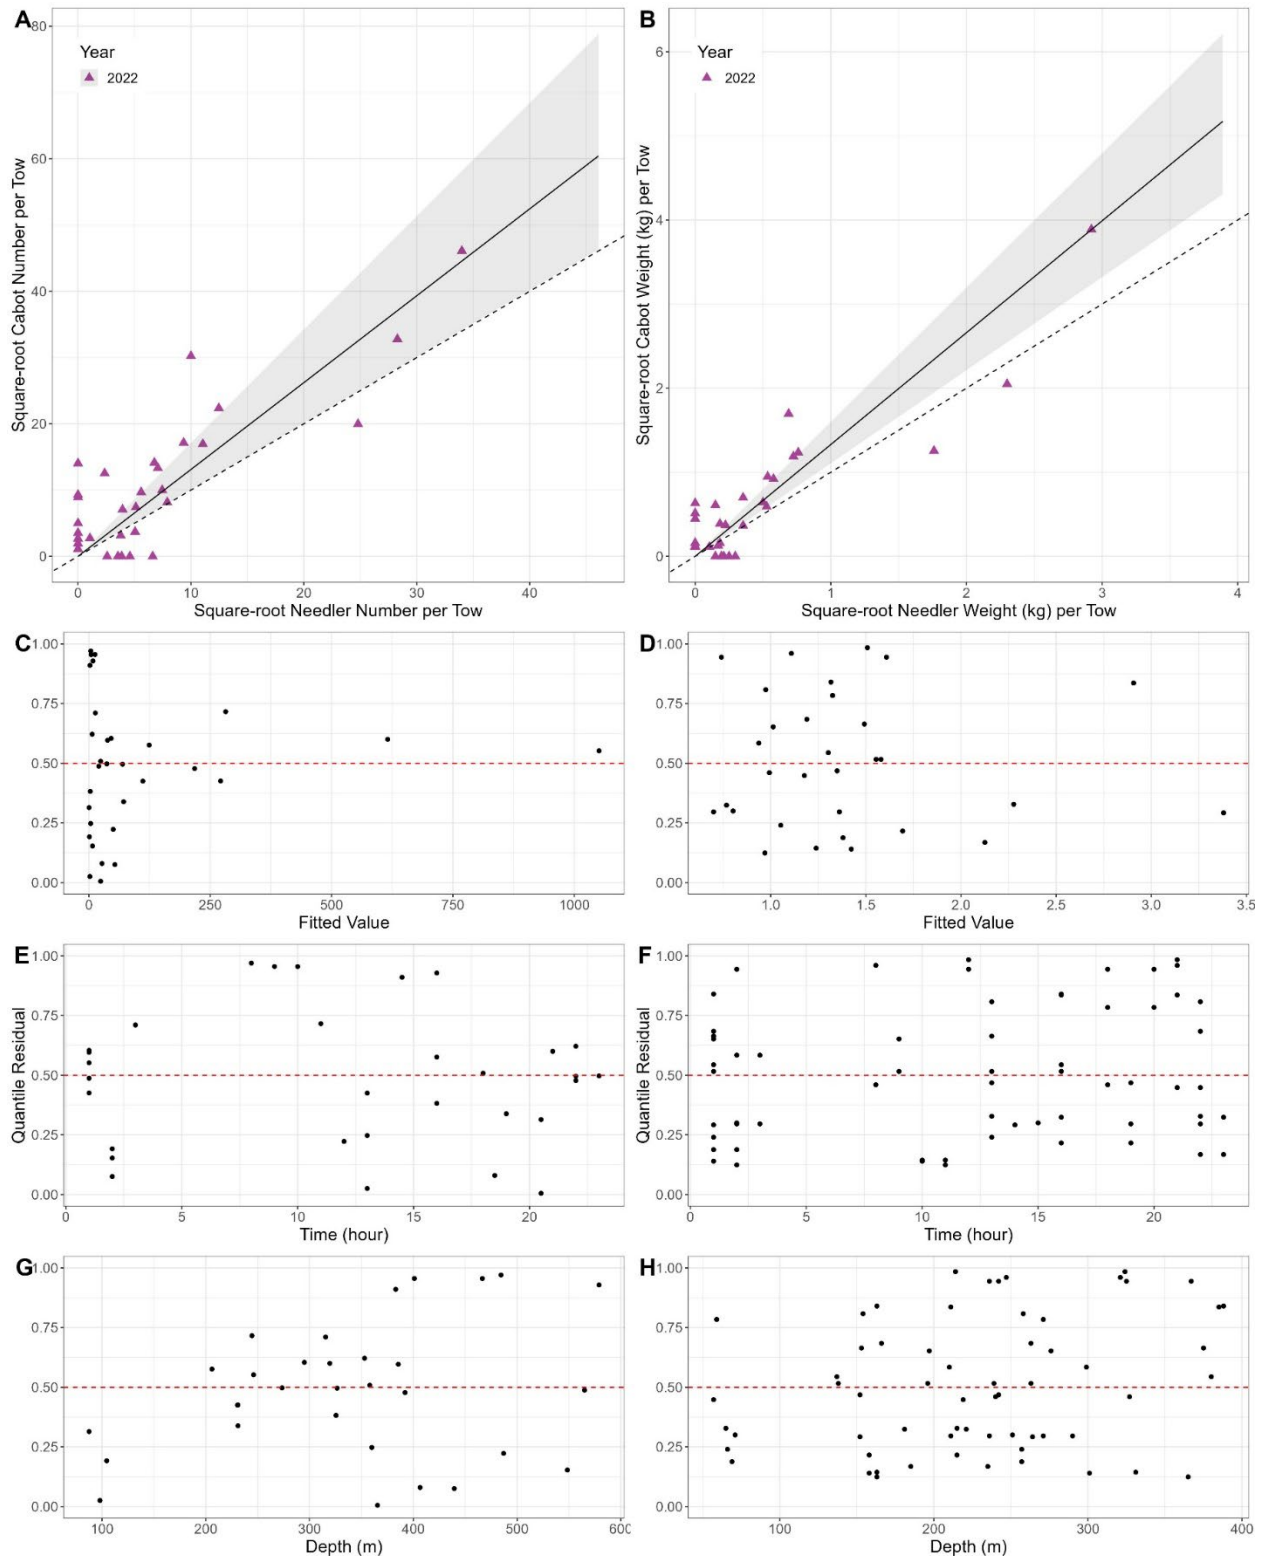 A
B
Year
2022
Year
2022
Square-root Cabot Number per Tow
80
60
40
20
0
0 10 20 30 40
Square-root Needler Number per Tow
Square-root Cabot Weight (kg) per Tow
6
4
2
0
0 1 2 3 4
Square-root Needler Weight (kg) per Tow
C
1.00
0.75
0.50
0.25
0.00
0 250 500 750 1000
Fitted Value
D
1.00
0.75
0.50
0.25
0.00
1.0 1.5 2.0 2.5 3.0 3.5
Fitted Value
E
Quantile Residual
1.00
0.75
0.50
0.25
0.00
0 5 10 15 20
Time (hour)
F
Quantile Residual
1.00
0.75
0.50
0.25
0.00
0 5 10 15 20
Time (hour)
G
1.00
0.75
0.50
0.25
0.00
100 200 300 400 500 600
Depth (m)
H
1.00
0.75
0.50
0.25
0.00
100 200 300 400
Depth (m)